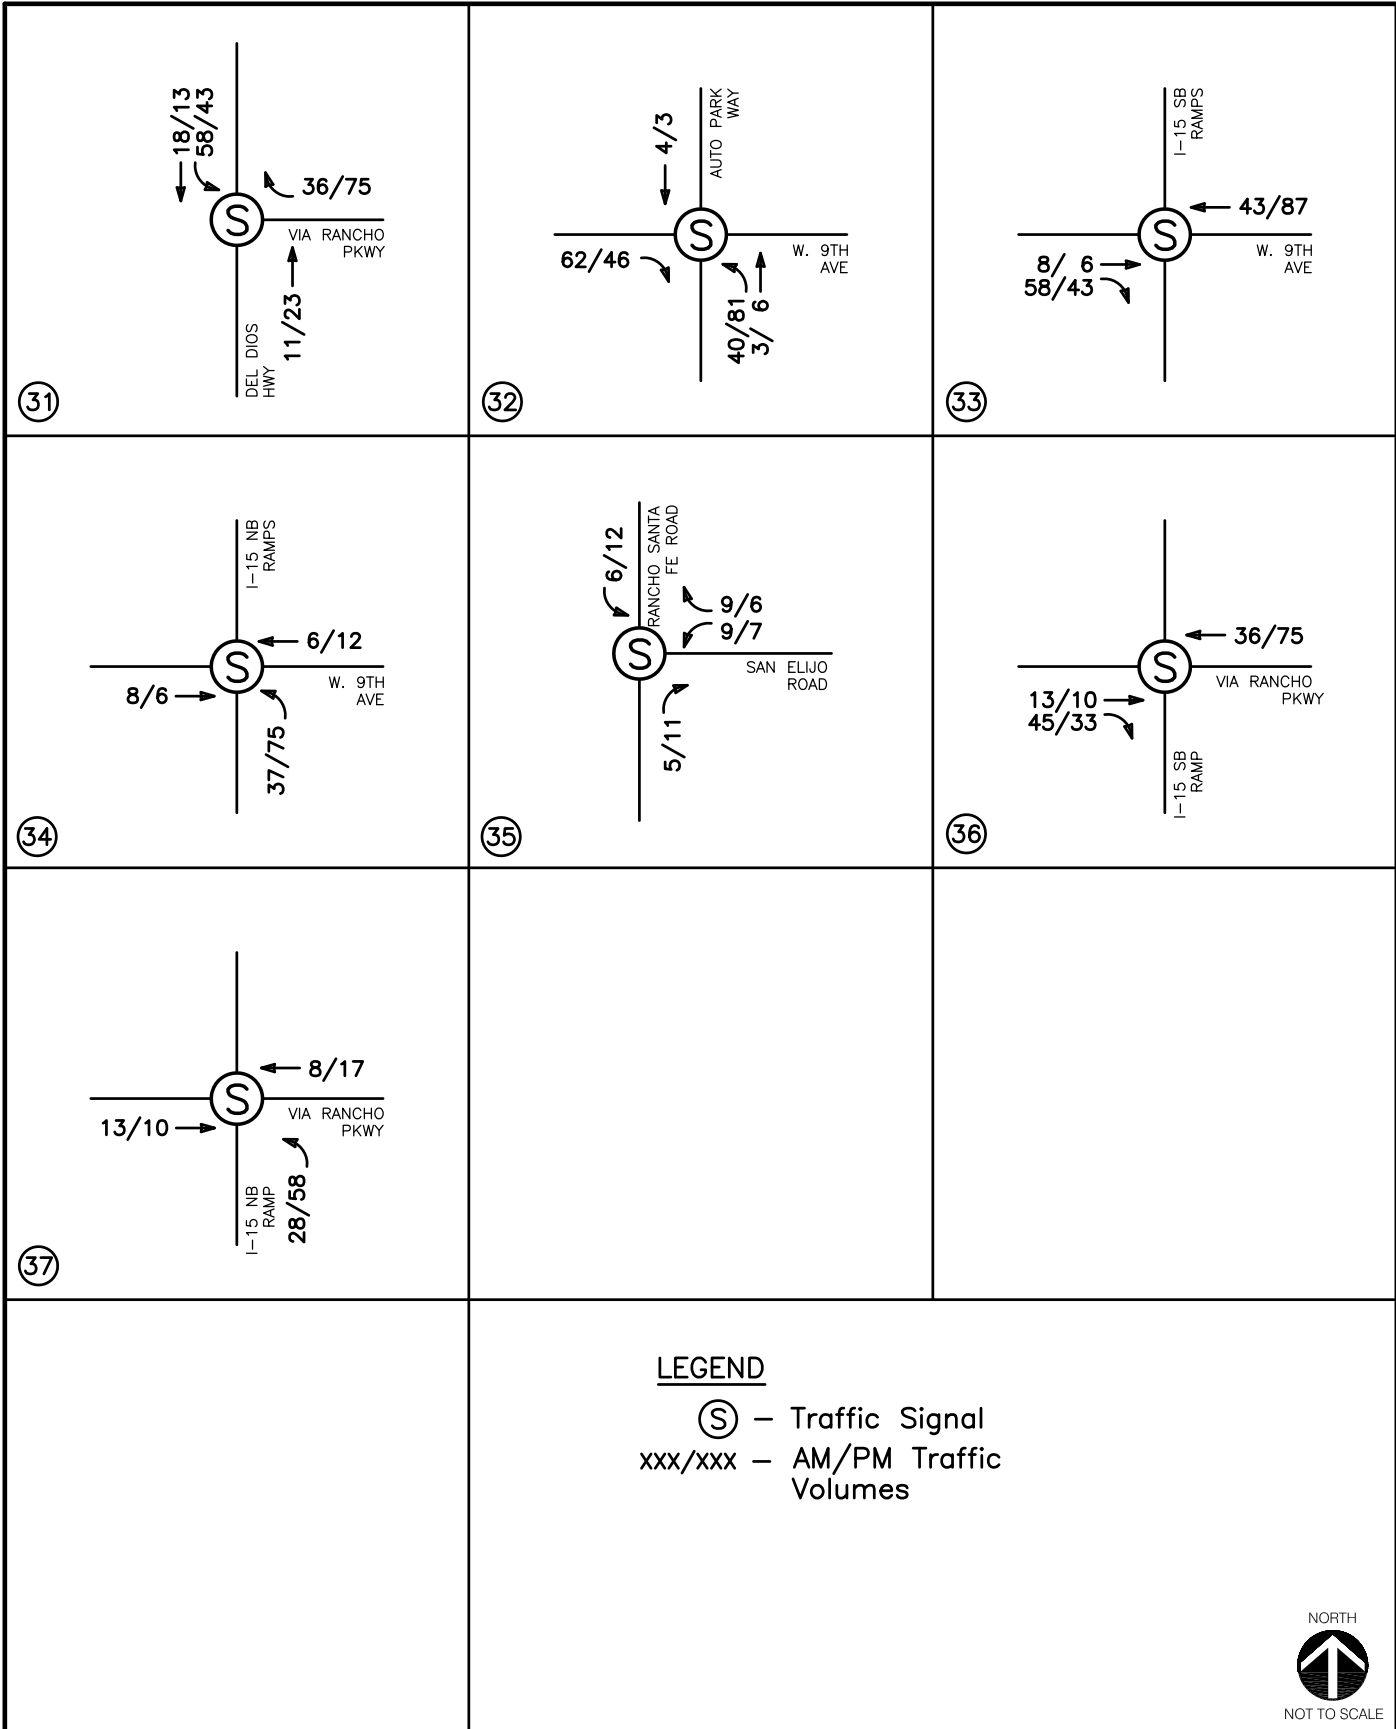 18/13
58/43
36/75
VIA RANCHO
PKWY
11/23
DEL DIOS
HWY
31
4/3
AUTO PARK
WAY
62/46
W. 9TH
AVE
40/81
3/ 6
32
I-15 SB
RAMPS
43/87
8/ 6
58/43
W. 9TH
AVE
33
I-15 NB
RAMPS
6/12
8/6
W. 9TH
AVE
37/75
34
6/12
RANCHO SANTA
FE ROAD
9/6
9/7
SAN ELIJO
ROAD
5/11
35
36/75
13/10
45/33
VIA RANCHO
PKWY
I-15 SB
RAMP
36
8/17
13/10
VIA RANCHO
PKWY
I-15 NB
RAMP
28/58
37
LEGEND
S - Traffic Signal
xxx/xxx - AM/PM Traffic
Volumes
NORTH
NOT TO SCALE
S
S
S
S
S
S
S